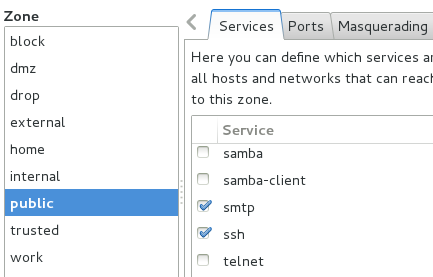 Zone
block
dmz
drop
external
home
internal
public
trusted
work
Services
Ports
Masquerading
Here you can define which services
all hosts and networks that can reach
to this zone.
Service
samba
samba-client
smtp
ssh
telnet